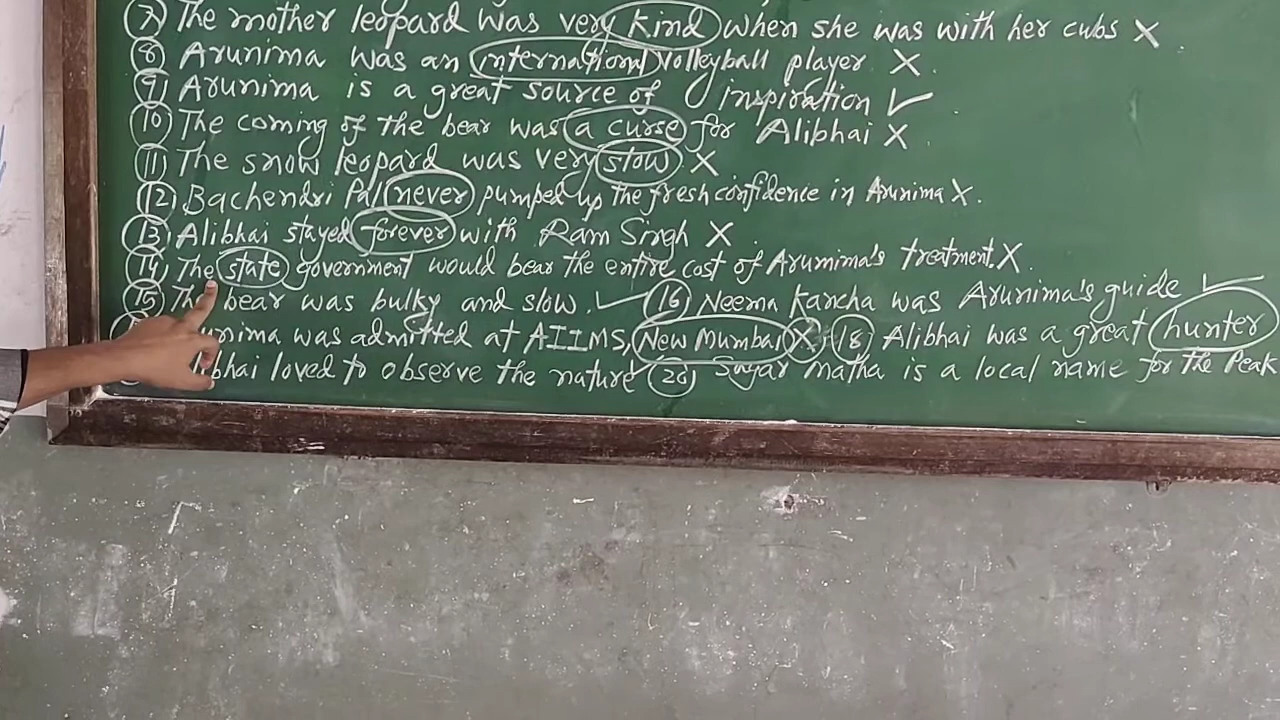 (7) The mother leopard was very kind when she was with her cubs X
(8) Arunima was an international volleyball player X
(9) Arunima is a great source of inspiration ✓
(10) The coming of the bear was a curse for Alibhai X
(11) The snow leopard was very slow X
(12) Bachendri Pal never pumped up the fresh confidence in Arunima X.
(13) Alibhai stayed forever with Ram Singh X
(14) The state government would bear the entire cost of Arunima's treatment. X
(15) The bear was bulky and slow. ✓ (16) Neema Kancha was Arunima's guide ✓
was admitted at AIIMS, New Mumbai X (18) Alibhai was a great hunter
loved to observe the nature (20) Sagar Matha is a local name for the Peak